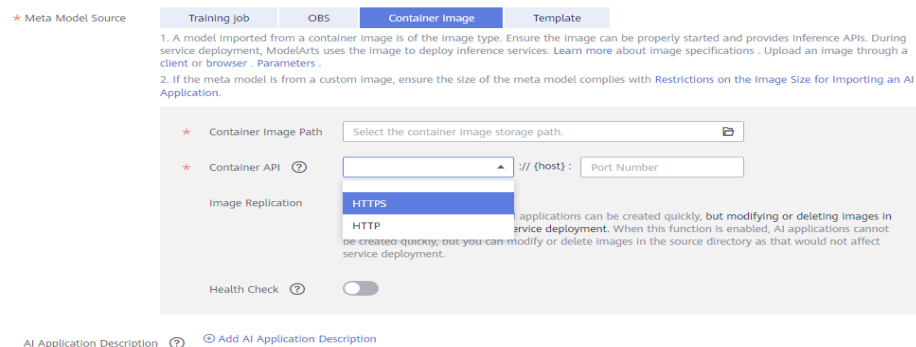 * Meta Model Source
Training job OBS Container Image Template
1. A model imported from a container image is of the image type. Ensure the image can be properly started and provides inference APIs. During
service deployment, ModelArts uses the image to deploy inference services. Learn more about image specifications . Upload an image through a
client or browser . Parameters .
2. If the meta model is from a custom image, ensure the size of the meta model complies with Restrictions on the Image Size for Importing an AI
Application.
* Container Image Path Select the container image storage path.
* Container API ? :// {host} : Port Number
Image Replication
HTTPS
HTTP
applications can be created quickly, but modifying or deleting images in
service deployment. When this function is enabled, AI applications cannot
be created quickly, but you can modify or delete images in the source directory as that would not affect
service deployment.
Health Check ?
AI Application Description ? Add AI Application Description